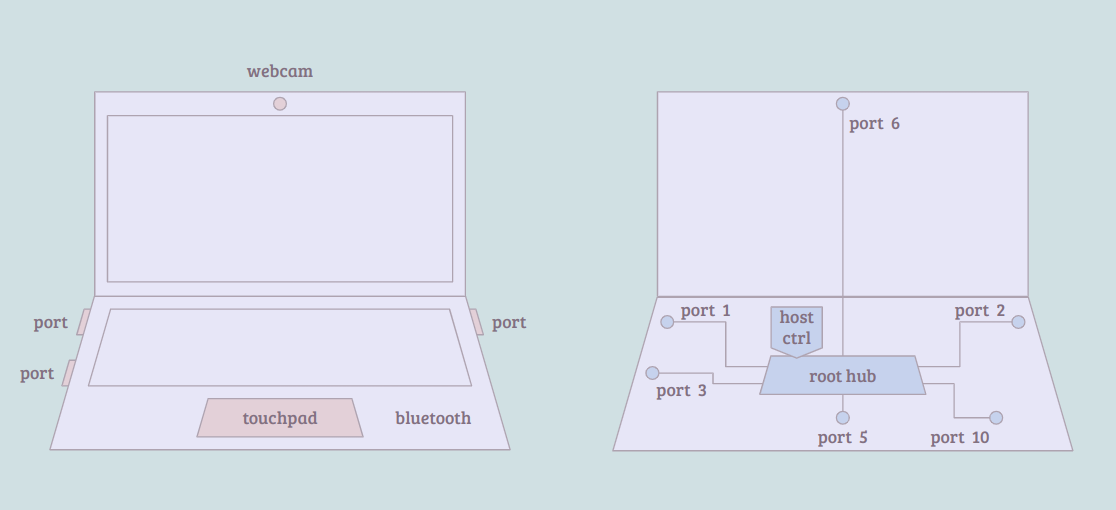 webcam
port
port
port
touchpad
bluetooth
port 6
port 1
host
ctrl
port 2
root hub
port 3
port 5
port 10